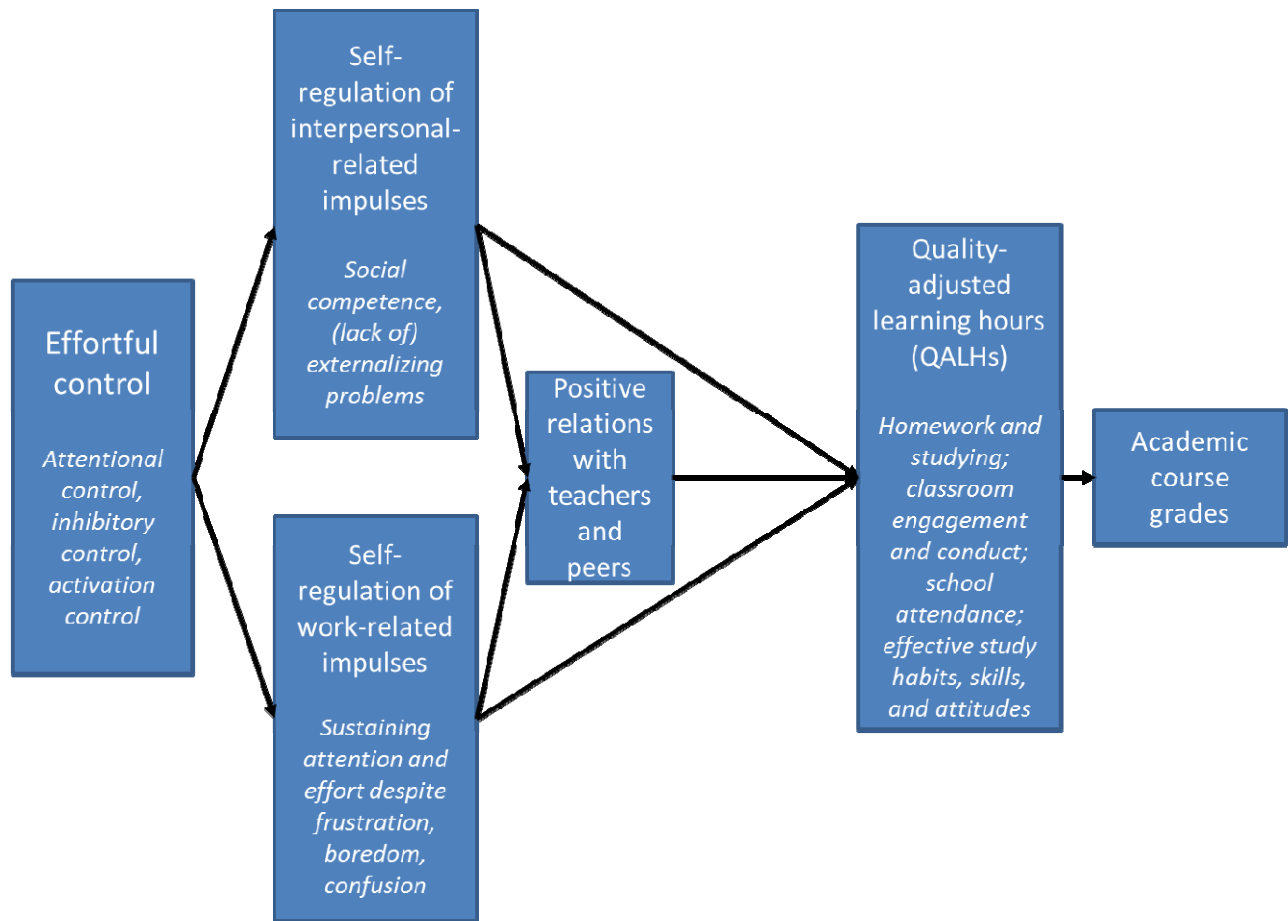 Effortful
control
Attentional
control,
inhibitory
control,
activation
control
Self-
regulation of
interpersonal-
related
impulses
Social
competence,
(lack of)
externalizing
problems
Self-
regulation of
work-related
impulses
Sustaining
attention and
effort despite
frustration,
boredom,
confusion
Positive
relations
with
teachers
and
peers
Quality-
adjusted
learning hours
(QALHs)
Homework and
studying;
classroom
engagement
and conduct;
school
attendance;
effective study
habits, skills,
and attitudes
Academic
course
grades